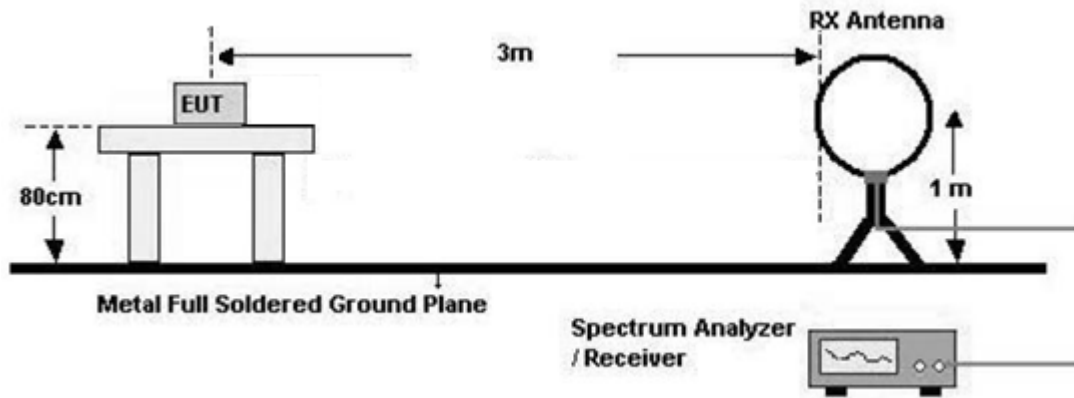 RX Antenna
3m
EUT
80cm
1 m
Metal Full Soldered Ground Plane
Spectrum Analyzer
/ Receiver